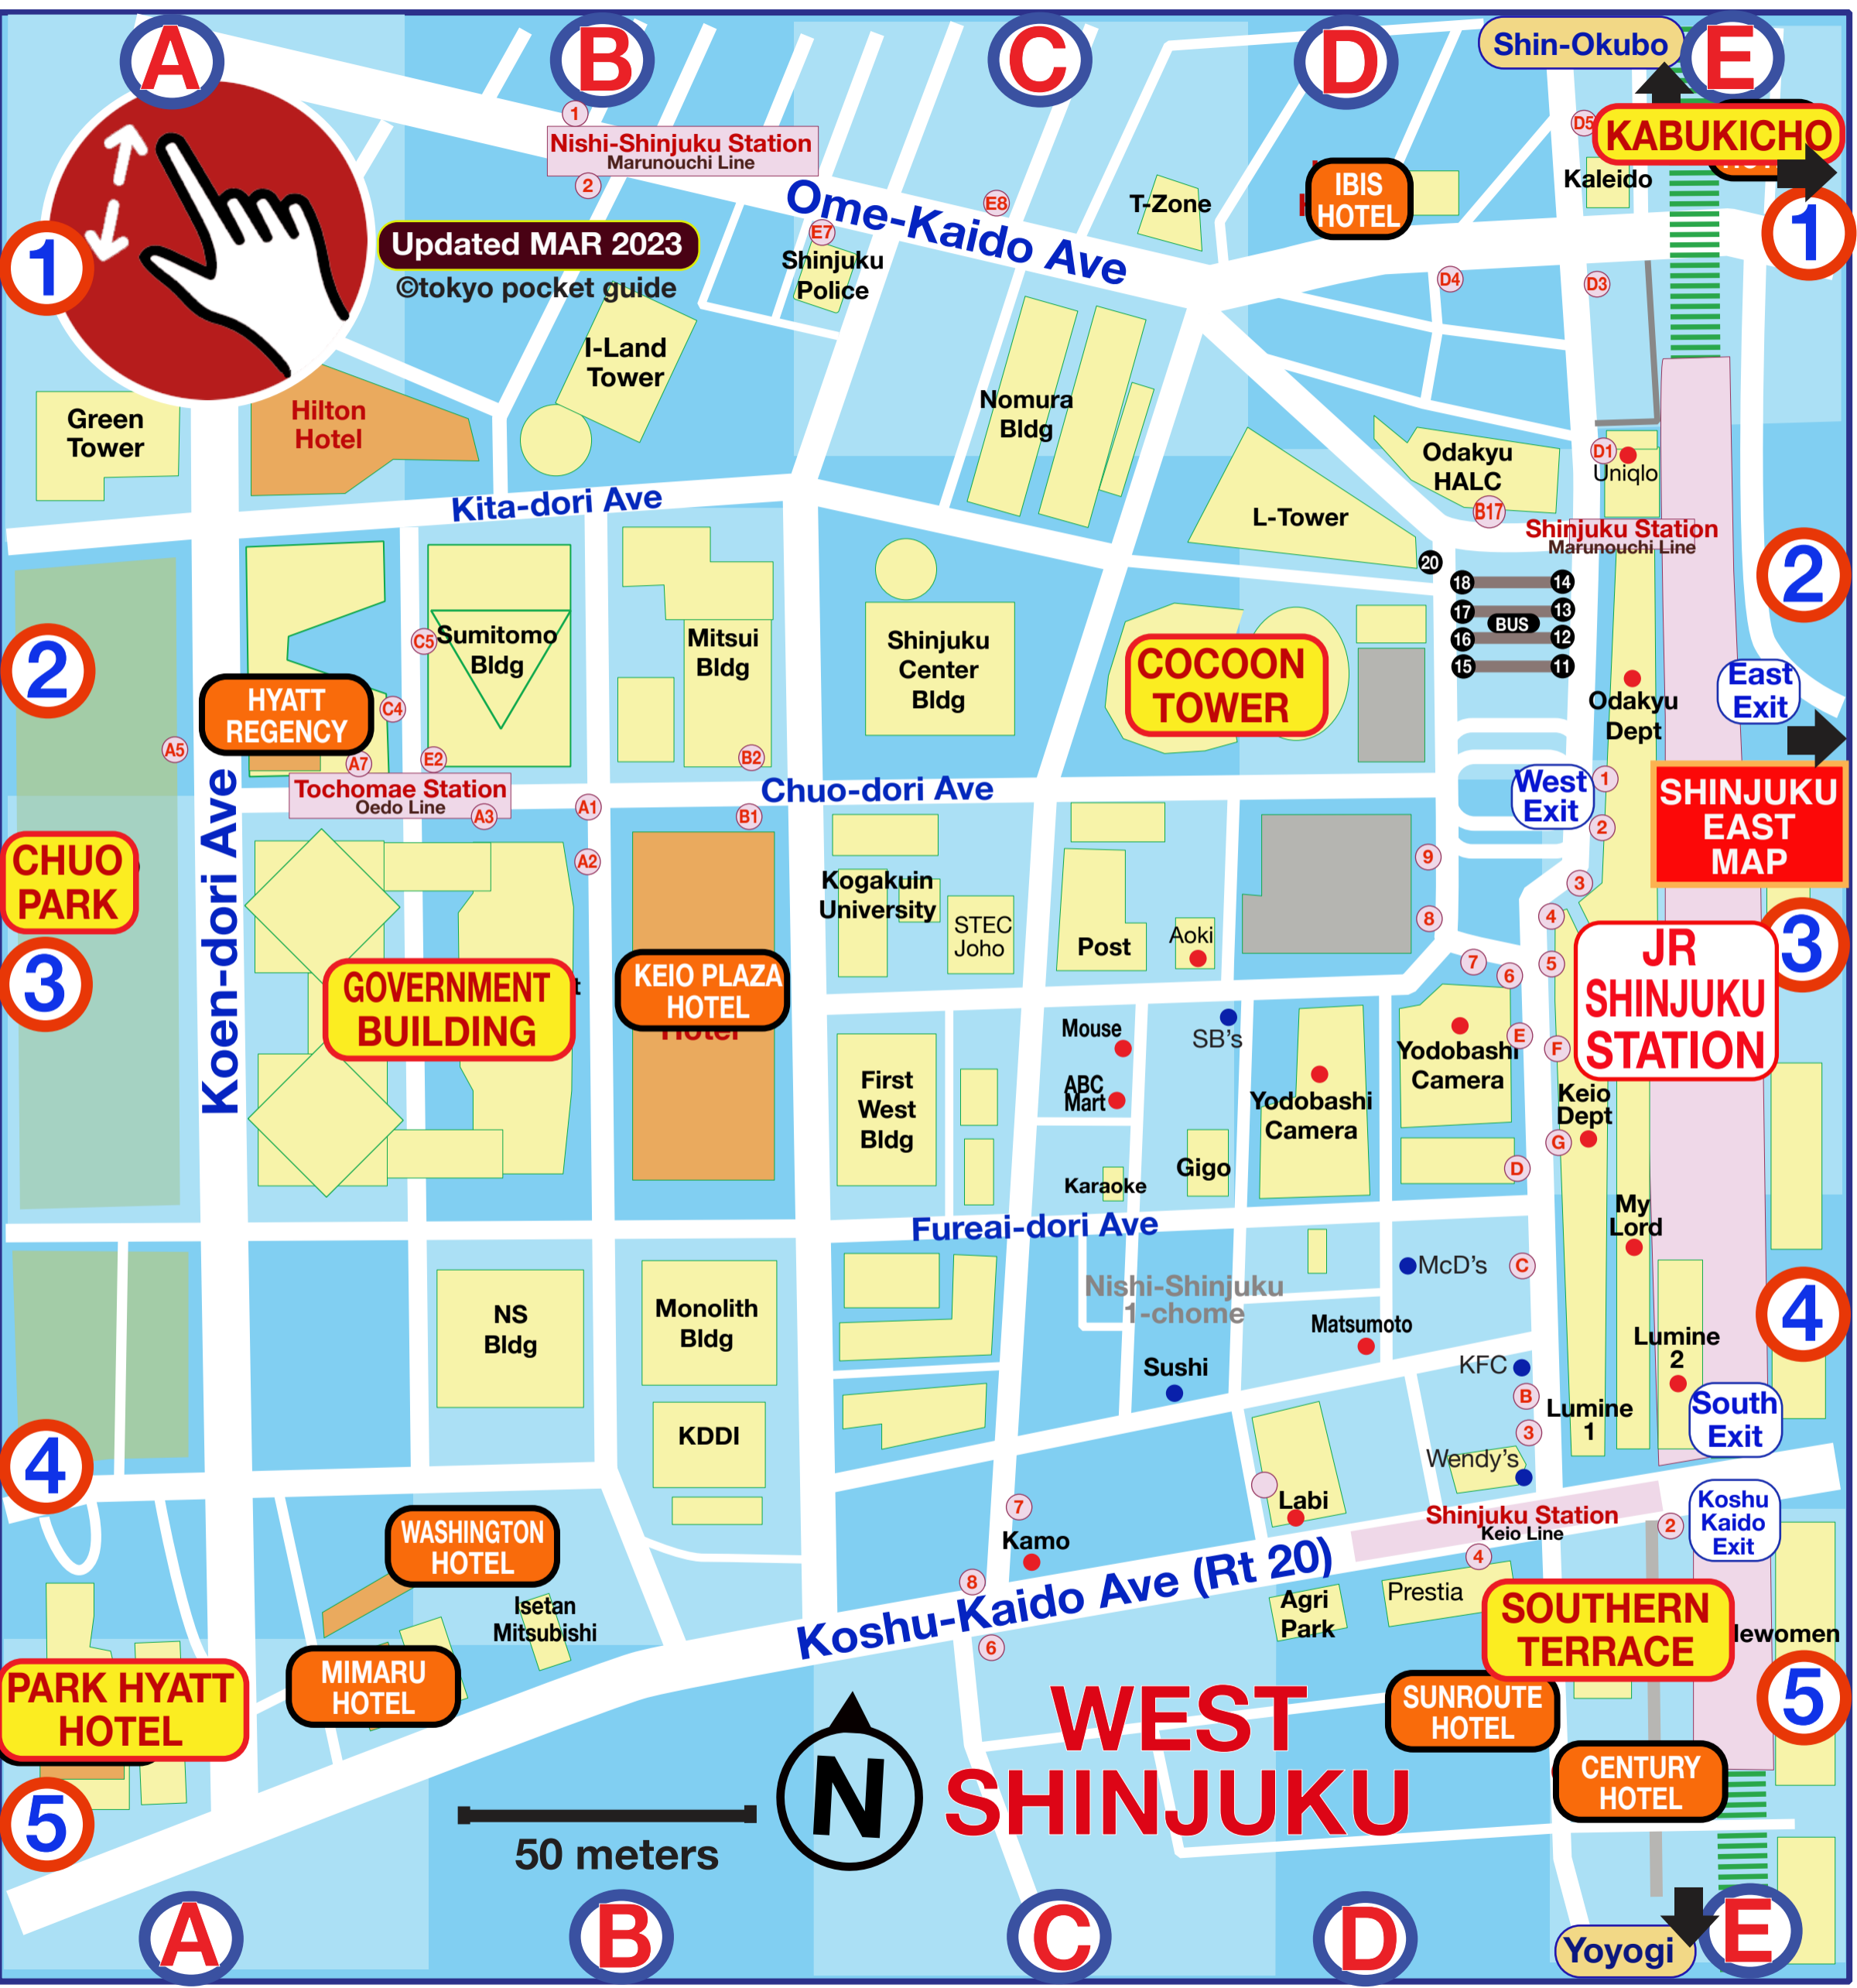 A
B
C
D
E
Shin-Okubo
1
Nishi-Shinjuku Station
Marunouchi Line
2
D5
KABUKICHO
Kaleido
IBIS
HOTEL
T-Zone
E8
Ome-Kaido Ave
E7
Shinjuku
Police
1
1
Updated MAR 2023
©tokyo pocket guide
D4
D3
I-Land
Tower
Green
Tower
Hilton
Hotel
Nomura
Bldg
Odakyu
HALC
D1
Uniqlo
B17
L-Tower
Kita-dori Ave
Shinjuku Station
Marunouchi Line
20
18
14
17
13
BUS
16
12
15
11
2
2
C5
Sumitomo
Bldg
Mitsui
Bldg
Shinjuku
Center
Bldg
COCOON
TOWER
East
Exit
Odakyu
Dept
HYATT
REGENCY
C4
A5
A7
E2
B2
Tochomae Station
Oedo Line
A3
A1
B1
Chuo-dori Ave
West
Exit
1
2
SHINJUKU
EAST
MAP
Koen-dori Ave
CHUO
PARK
A2
Kogakuin
University
STEC
Joho
Post
Aoki
9
8
3
4
3
3
7
6
5
JR
SHINJUKU
STATION
GOVERNMENT
BUILDING
t
KEIO PLAZA
HOTEL
Hotel
Mouse
SB's
ABC
Mart
Yodobashi
Camera
Yodobashi
Camera
E
F
Keio
Dept
First
West
Bldg
G
D
Karaoke
Gigo
Fureai-dori Ave
My
Lord
McD's
C
Nishi-Shinjuku
1-chome
NS
Bldg
Monolith
Bldg
Matsumoto
Lumine
2
4
Sushi
KFC
B
Lumine
1
South
Exit
KDDI
3
4
Wendy's
Labi
7
Kamo
Shinjuku Station
Keio Line
2
Koshu
Kaido
Exit
WASHINGTON
HOTEL
4
8
Koshu-Kaido Ave (Rt 20)
Agri
Park
Prestia
Isetan
Mitsubishi
SOUTHERN
TERRACE
lewomen
6
MIMARU
HOTEL
PARK HYATT
HOTEL
SUNROUTE
HOTEL
5
WEST
SHINJUKU
CENTURY
HOTEL
5
N
50 meters
A
B
C
D
E
Yoyogi